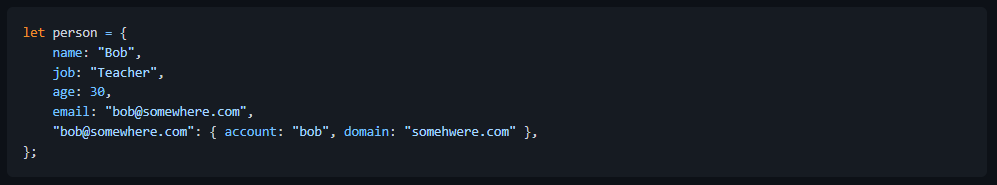 let person = {
    name: "Bob",
    job: "Teacher",
    age: 30,
    email: "bob@somewhere.com",
    "bob@somewhere.com": { account: "bob", domain: "somehwere.com" },
};